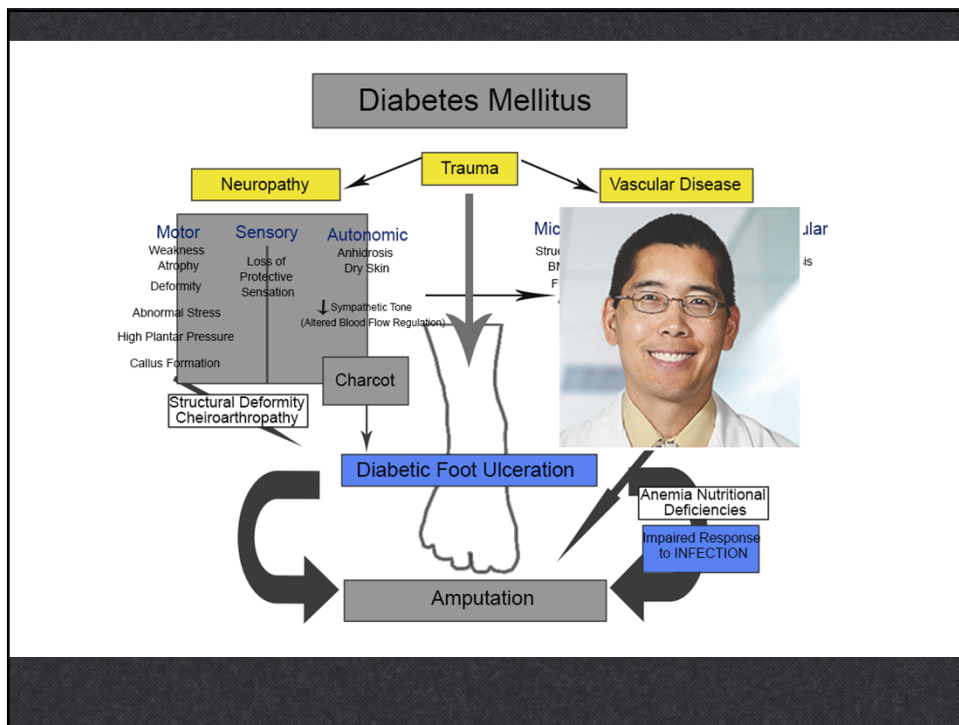 Diabetes Mellitus
Trauma
Neuropathy
Vascular Disease
Motor
Weakness
Atrophy
Deformity
Abnormal Stress
High Plantar Pressure
Callus Formation
Sensory
Loss of
Protective
Sensation
Autonomic
Anhidrosis
Dry Skin
↓ Sympathetic Tone
(Altered Blood Flow Regulation)
Charcot
Structural Deformity
Cheiroarthropathy
Diabetic Foot Ulceration
Anemia Nutritional
Deficiencies
Impaired Response
to INFECTION
Amputation